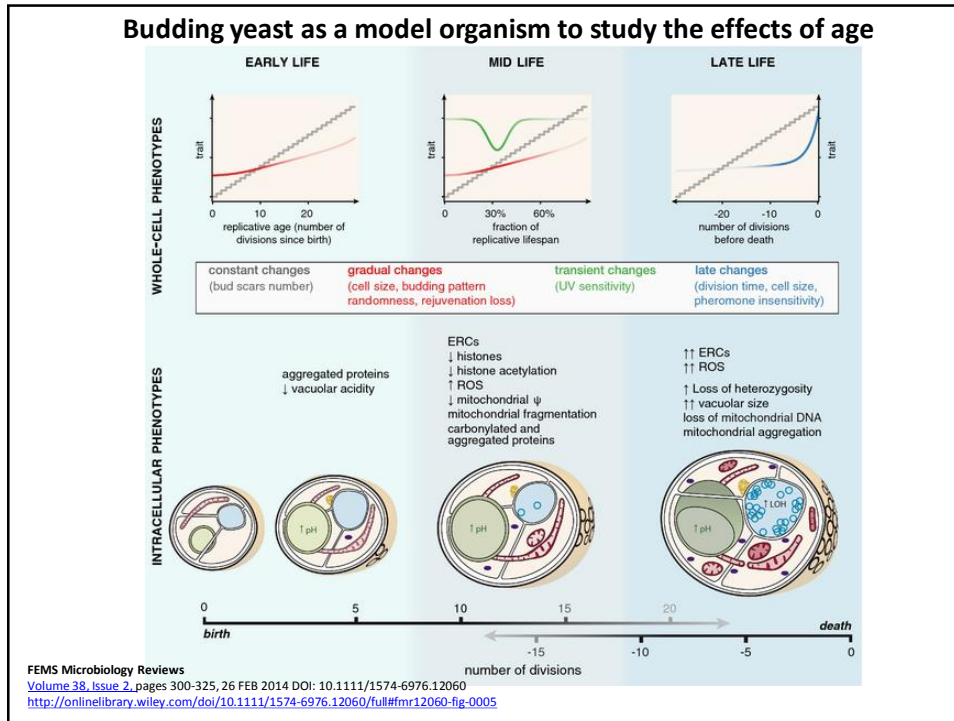 Budding yeast as a model organism to study the effects of age
EARLY LIFE
MID LIFE
LATE LIFE
WHOLE-CELL PHENOTYPES
trait
0 10 20
replicative age (number of
divisions since birth)
trait
0 30% 60%
fraction of
replicative lifespan
trait
-20 -10 0
number of divisions
before death
constant changes
(bud scars number)
gradual changes
(cell size, budding pattern
randomness, rejuvenation loss)
transient changes
(UV sensitivity)
late changes
(division time, cell size,
pheromone insensitivity)
INTRACELLULAR PHENOTYPES
aggregated proteins
↓ vacuolar acidity
ERCs
↓ histones
↓ histone acetylation
↑ ROS
↓ mitochondrial ψ
mitochondrial fragmentation
carbonylated and
aggregated proteins
↑↑ ERCs
↑↑ ROS
↑ Loss of heterozygosity
↑↑ vacuolar size
loss of mitochondrial DNA
mitochondrial aggregation
↑ pH
↑ pH
↑ pH
↑ LOH
0 5 10 15 20
birth
death
-15 -10 -5 0
number of divisions
FEMS Microbiology Reviews
Volume 38, Issue 2, pages 300-325, 26 FEB 2014 DOI: 10.1111/1574-6976.12060
http://onlinelibrary.wiley.com/doi/10.1111/1574-6976.12060/full#fmr12060-fig-0005